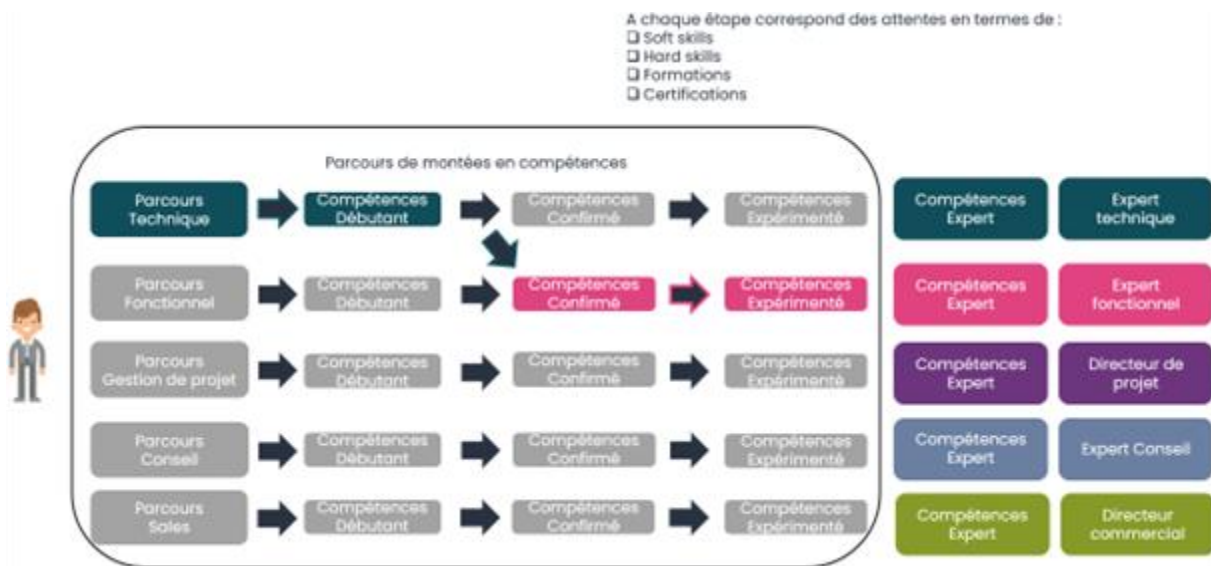 A chaque étape correspond des attentes en termes de :
❑ Soft skills
❑ Hard skills
❑ Formations
❑ Certifications
Parcours de montées en compétences
Parcours
Technique
Compétences
Débutant
Compétences
Confirmé
Compétences
Expérimenté
Compétences
Expert
Expert
technique
Parcours
Fonctionnel
Compétences
Débutant
Compétences
Confirmé
Compétences
Expérimenté
Compétences
Expert
Expert
fonctionnel
Parcours
Gestion de projet
Compétences
Débutant
Compétences
Confirmé
Compétences
Expérimenté
Compétences
Expert
Directeur de
projet
Parcours
Conseil
Compétences
Débutant
Compétences
Confirmé
Compétences
Expérimenté
Compétences
Expert
Expert Conseil
Parcours
Sales
Compétences
Débutant
Compétences
Confirmé
Compétences
Expérimenté
Compétences
Expert
Directeur
commercial